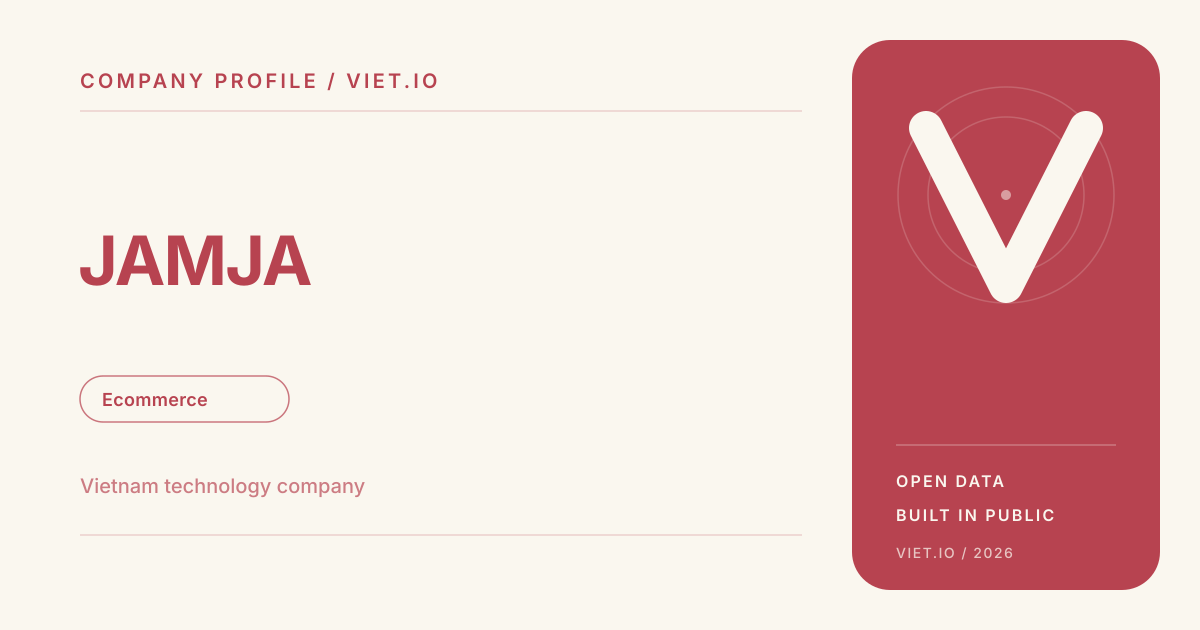 COMPANY PROFILE / VIET.IO
JAMJA
Ecommerce
Vietnam technology company
V
OPEN DATA
BUILT IN PUBLIC
VIET.IO / 2026